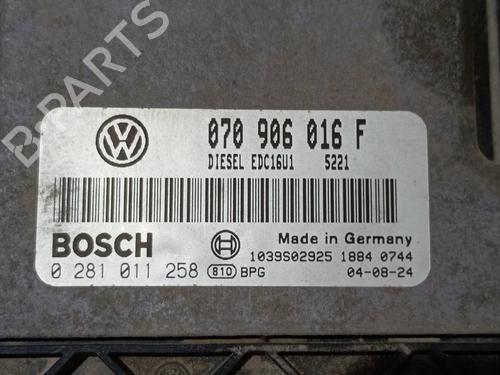 B-Parts
070 906 016 F
DIESEL EDC16U1 5221
BOSCH
Made in Germany
1039S02925 1884 0744
0 281 011 258 810 BPG 04-08-24